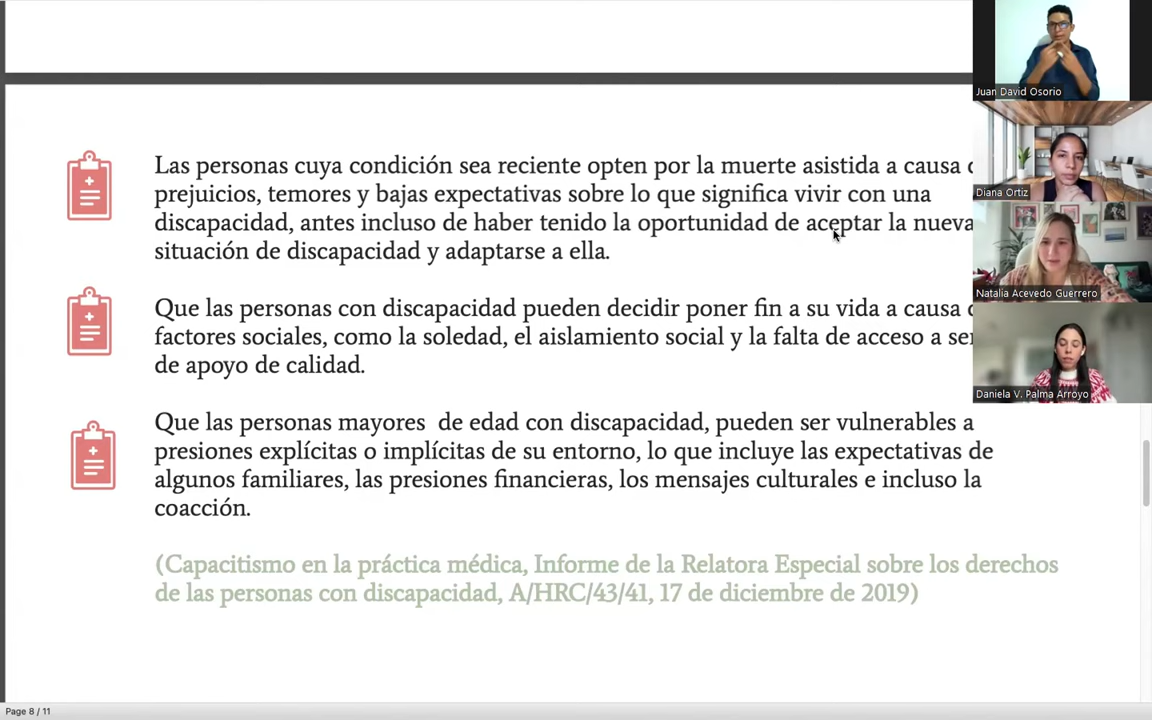 Las personas cuya condición sea reciente opten por la muerte asistida a causa
prejuicios, temores y bajas expectativas sobre lo que significa vivir con una
discapacidad, antes incluso de haber tenido la oportunidad de aceptar la nueva
situación de discapacidad y adaptarse a ella.
Que las personas con discapacidad pueden decidir poner fin a su vida a causa
factores sociales, como la soledad, el aislamiento social y la falta de acceso a
de apoyo de calidad.
Que las personas mayores de edad con discapacidad, pueden ser vulnerables a
presiones explícitas o implícitas de su entorno, lo que incluye las expectativas de
algunos familiares, las presiones financieras, los mensajes culturales e incluso la
coacción.
(Capacitismo en la práctica médica, Informe de la Relatora Especial sobre los derechos
de las personas con discapacidad, A/HRC/43/41, 17 de diciembre de 2019)
Juan David Osorio
Diana Ortiz
Natalia Acevedo Guerrero
Daniela V. Palma Arroyo
Page 8 / 11